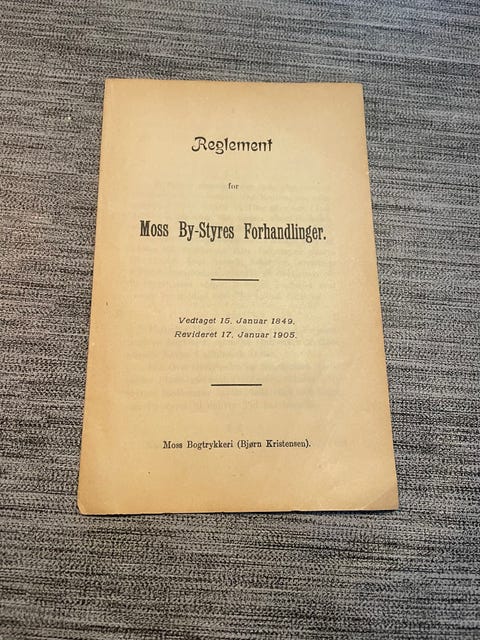 Reglement
for
Moss By-Styres Forhandlinger.
Vedtaget 15. Januar 1849.
Revideret 17. Januar 1905.
Moss Bogtrykkeri (Bjørn Kristensen).